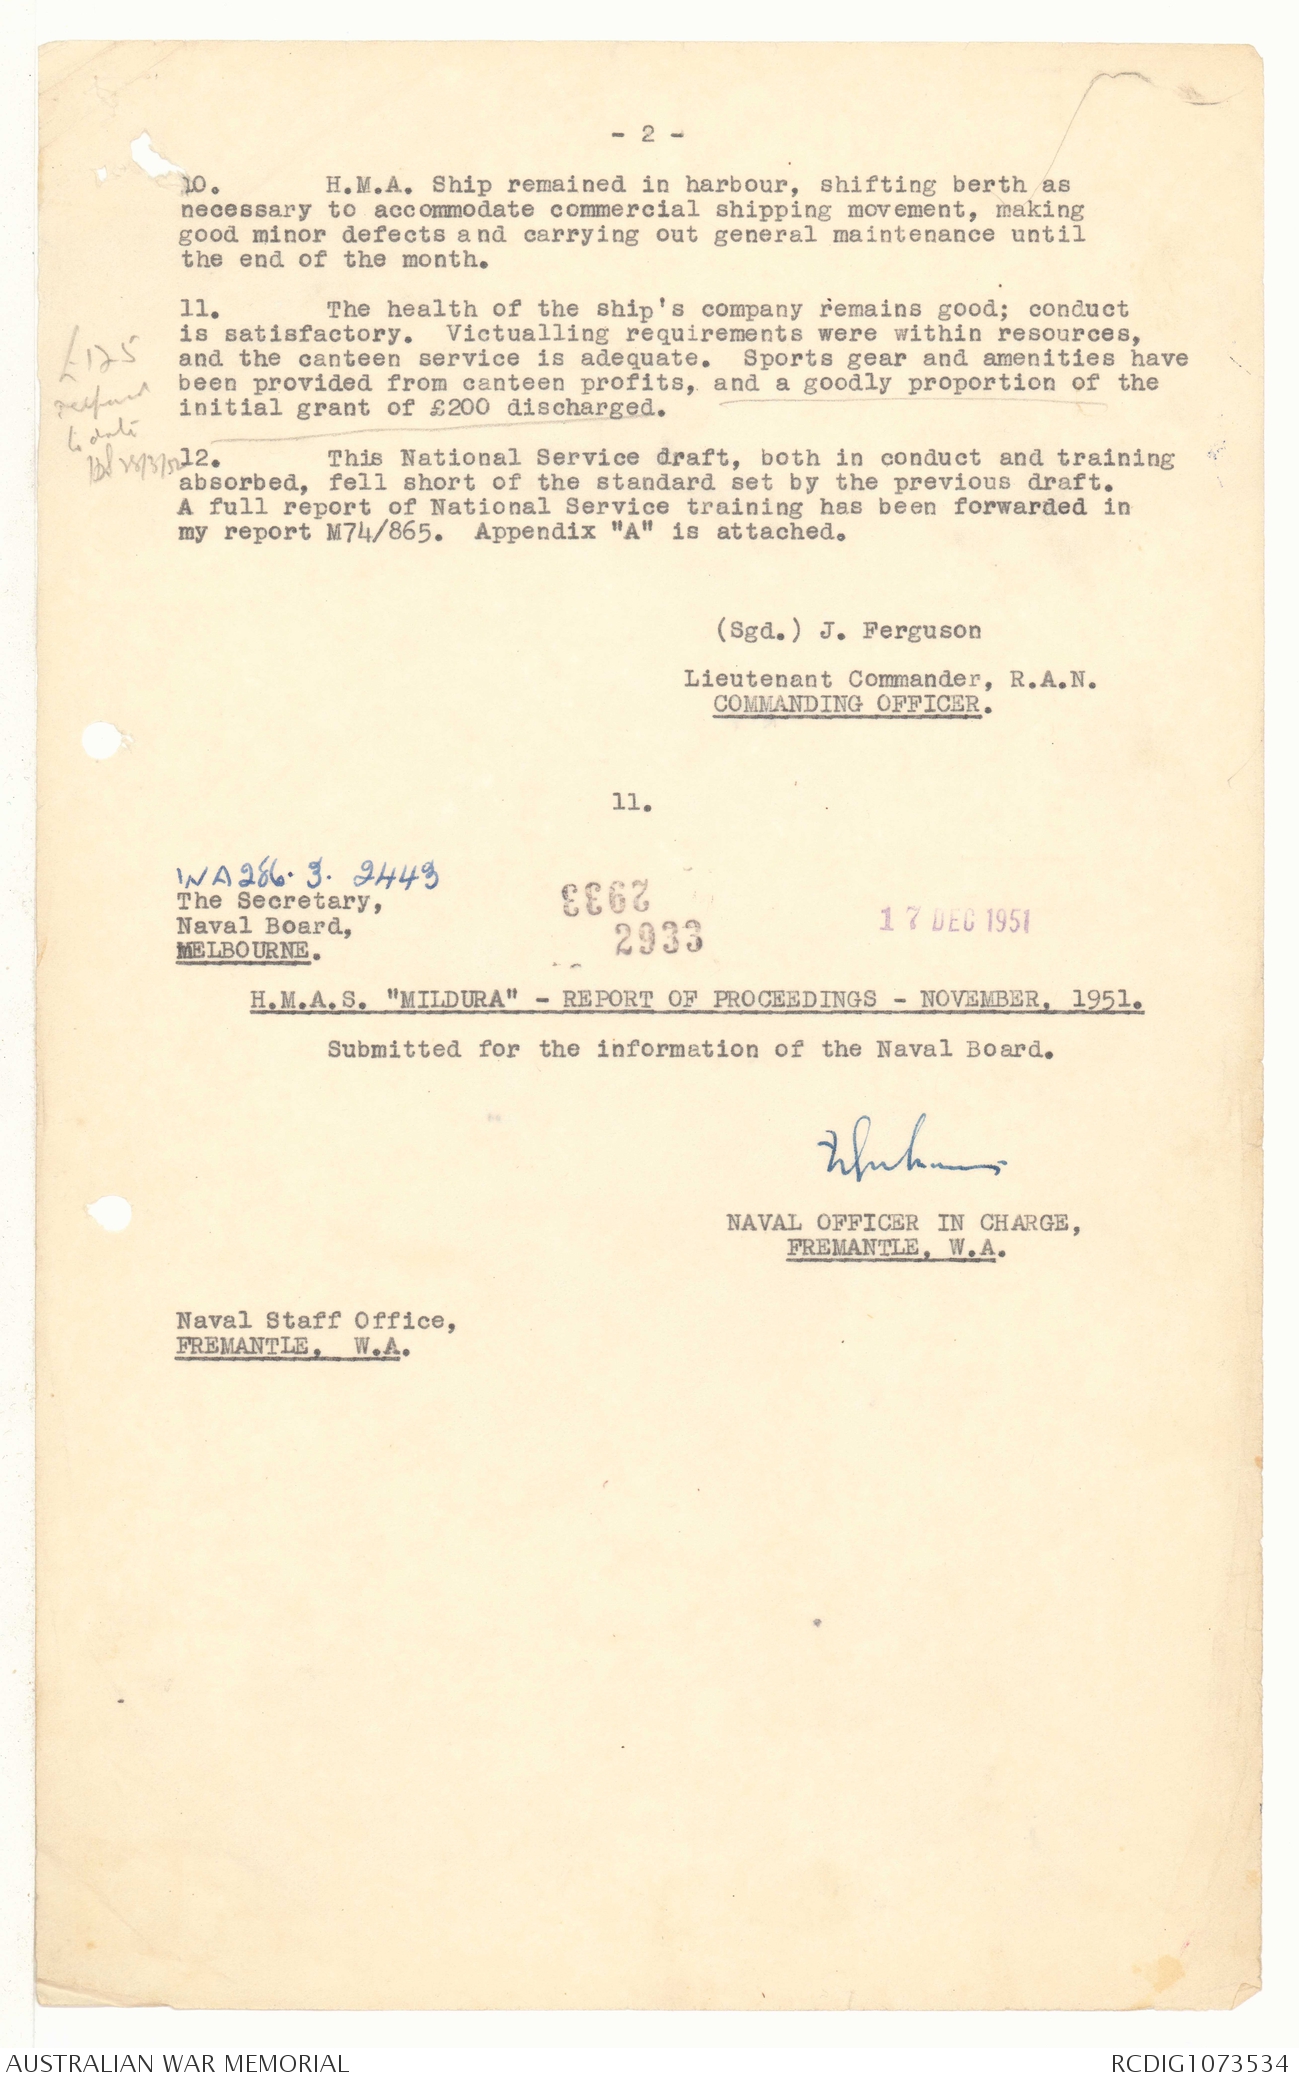 - 2 -
10. H.M.A. Ship remained in harbour, shifting berth as
necessary to accommodate commercial shipping movement, making
good minor defects and carrying out general maintenance until
the end of the month.
11. The health of the ship's company remains good; conduct
is satisfactory. Victualling requirements were within resources,
and the canteen service is adequate. Sports gear and amenities have
been provided from canteen profits, and a goodly proportion of the
initial grant of £200 discharged.
£125
to date
28/3/52
12. This National Service draft, both in conduct and training
absorbed, fell short of the standard set by the previous draft.
A full report of National Service training has been forwarded in
my report M74/865. Appendix "A" is attached.
(Sgd.) J. Ferguson
Lieutenant Commander, R.A.N.
COMMANDING OFFICER.
11.
WA286. 3. 2443
The Secretary,
Naval Board,
MELBOURNE.
2933
2933
17 DEC 1951
H.M.A.S. "MILDURA" - REPORT OF PROCEEDINGS - NOVEMBER, 1951.
Submitted for the information of the Naval Board.
NAVAL OFFICER IN CHARGE,
FREMANTLE, W.A.
Naval Staff Office,
FREMANTLE, W.A.
AUSTRALIAN WAR MEMORIAL
RCDIG1073534